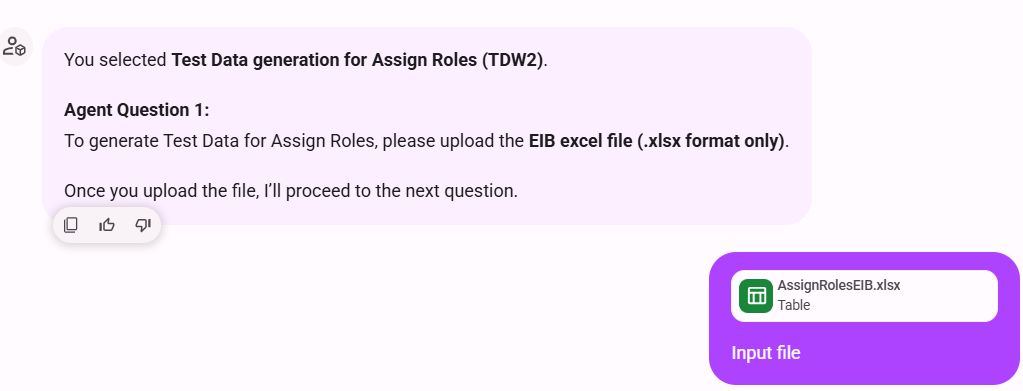 You selected Test Data generation for Assign Roles (TDW2).
Agent Question 1:
To generate Test Data for Assign Roles, please upload the EIB excel file (.xlsx format only).
Once you upload the file, I’ll proceed to the next question.
AssignRolesEIB.xlsx
Table
Input file